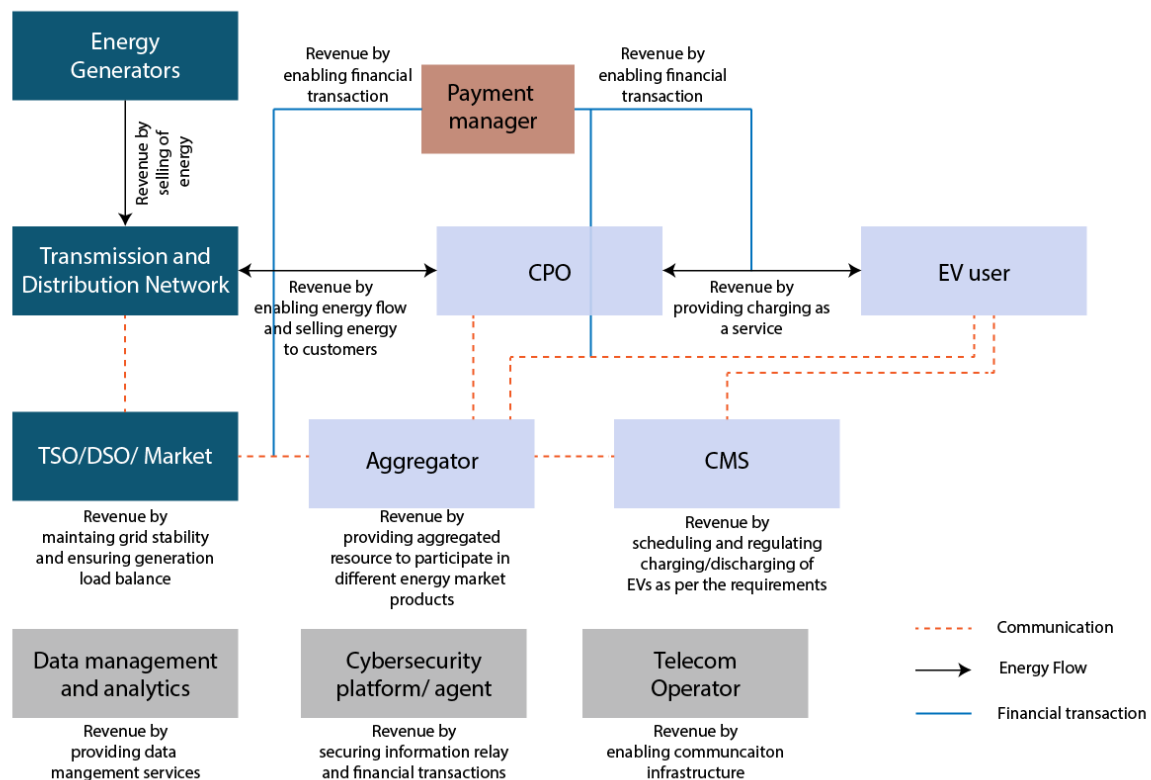 Energy
Generators
Revenue by
selling of
energy
Revenue by
enabling financial
transaction
Payment
manager
Revenue by
enabling financial
transaction
Transmission and
Distribution Network
Revenue by
enabling energy flow
and selling energy
to customers
CPO
Revenue by
providing charging as
a service
EV user
TSO/DSO/ Market
Revenue by
maintaing grid stability
and ensuring generation
load balance
Aggregator
Revenue by
providing aggregated
resource to participate in
different energy market
products
CMS
Revenue by
scheduling and regulating
charging/discharging of
EVs as per the requirements
Data management
and analytics
Revenue by
providing data
mangement services
Cybersecurity
platform/ agent
Revenue by
securing information relay
and financial transactions
Telecom
Operator
Revenue by
enabling communcaiton
infrastructure
Communication
Energy Flow
Financial transaction